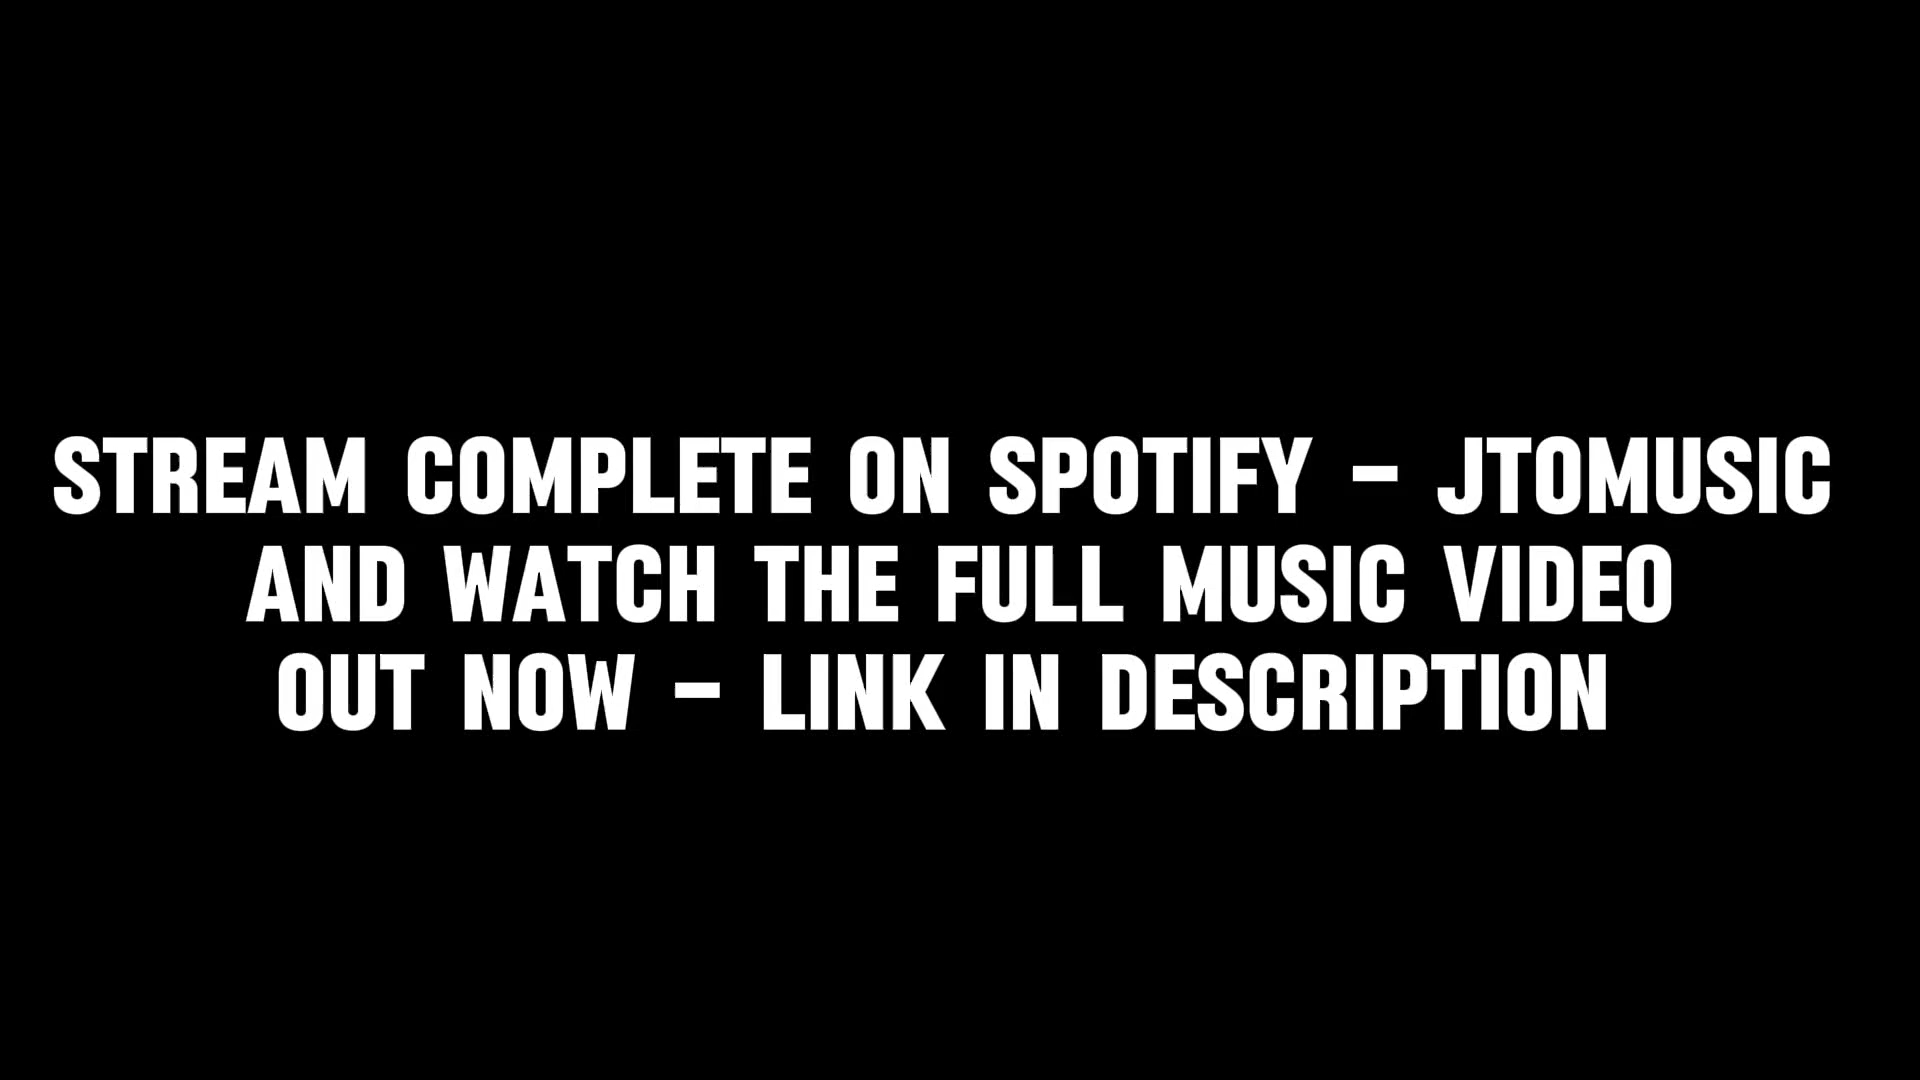 STREAM COMPLETE ON SPOTIFY - JTOMUSIC
AND WATCH THE FULL MUSIC VIDEO
OUT NOW - LINK IN DESCRIPTION